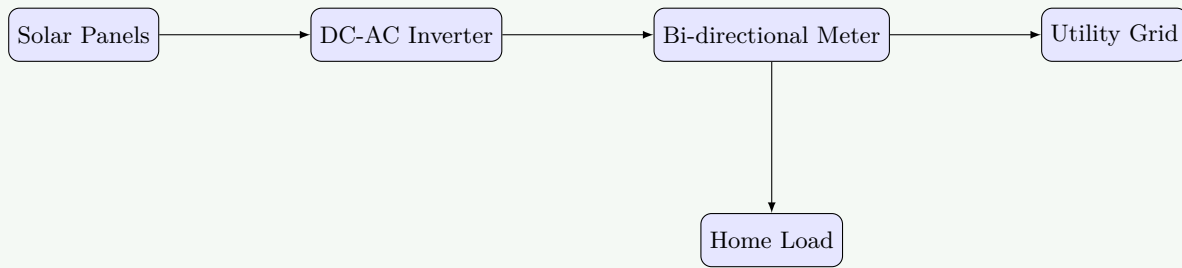 Solar Panels
DC-AC Inverter
Bi-directional Meter
Utility Grid
Home Load